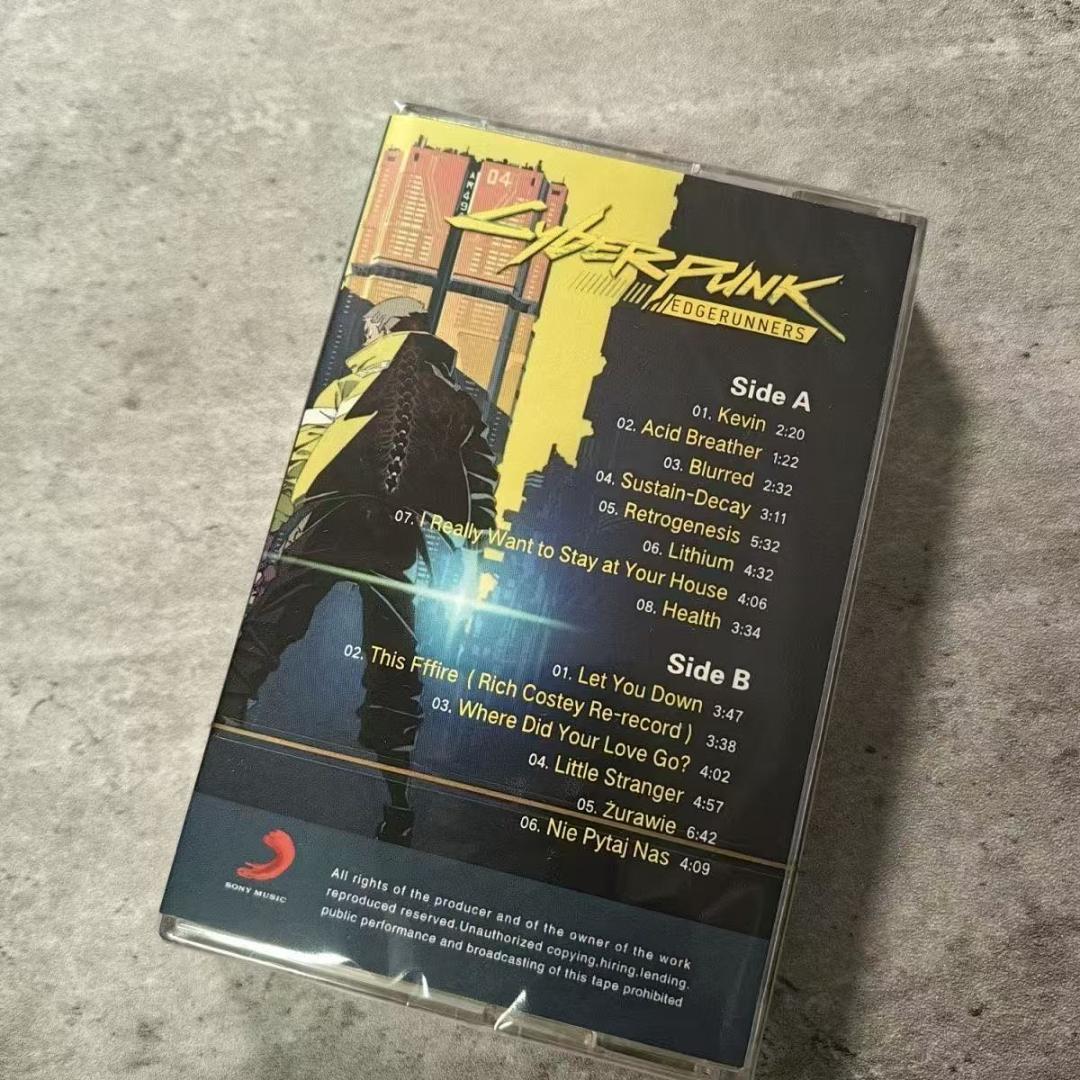 04
AM49
CYBERPUNK
EDGERUNNERS
Side A
01. Kevin 2:20
02. Acid Breather 1:22
03. Blurred 2:32
04. Sustain-Decay 3:11
05. Retrogenesis 5:32
06. Lithium 4:32
07. I Really Want to Stay at Your House 4:06
08. Health 3:34
Side B
01. Let You Down 3:47
02. This Fffire ( Rich Costey Re-record ) 3:38
03. Where Did Your Love Go? 4:02
04. Little Stranger 4:57
05. Żurawie 6:42
06. Nie Pytaj Nas 4:09
SONY MUSIC
All rights of the producer and of the owner of the work
reproduced reserved.Unauthorized copying,hiring,lending.
public performance and broadcasting of this tape prohibited